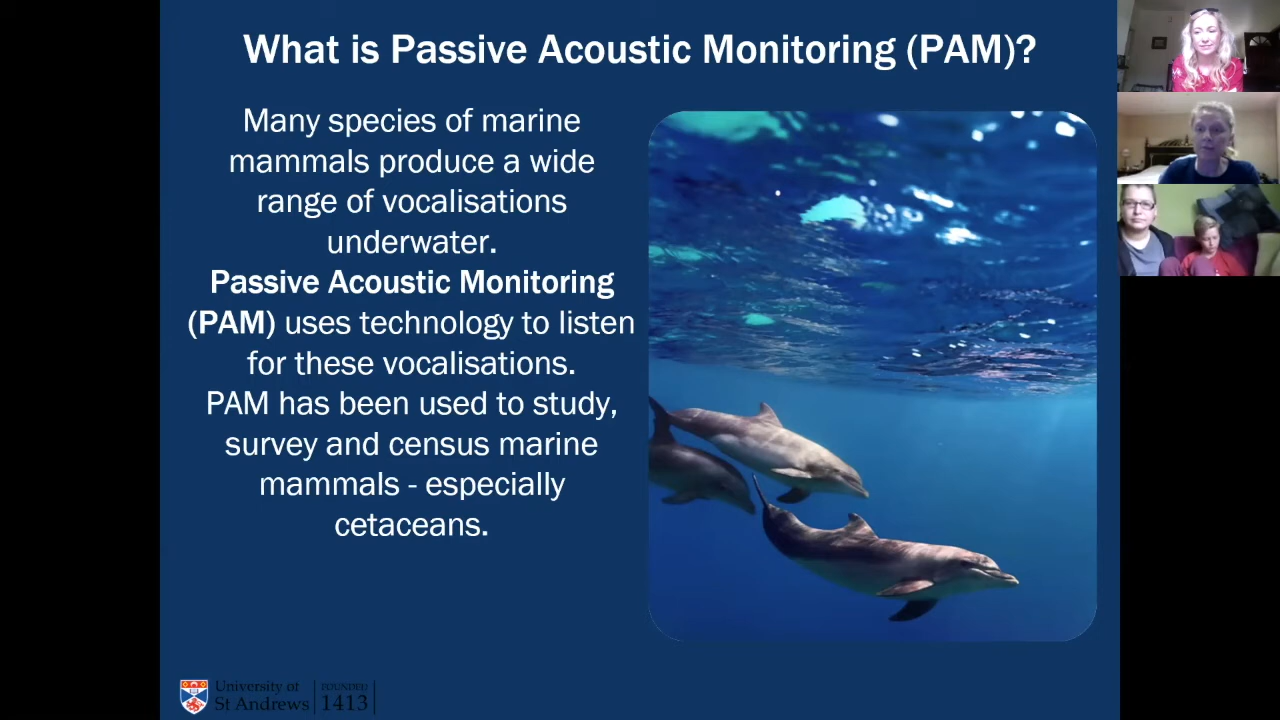 What is Passive Acoustic Monitoring (PAM)?
Many species of marine
mammals produce a wide
range of vocalisations
underwater.
Passive Acoustic Monitoring
(PAM) uses technology to listen
for these vocalisations.
PAM has been used to study,
survey and census marine
mammals - especially
cetaceans.
University of
St Andrews
FOUNDED
1413